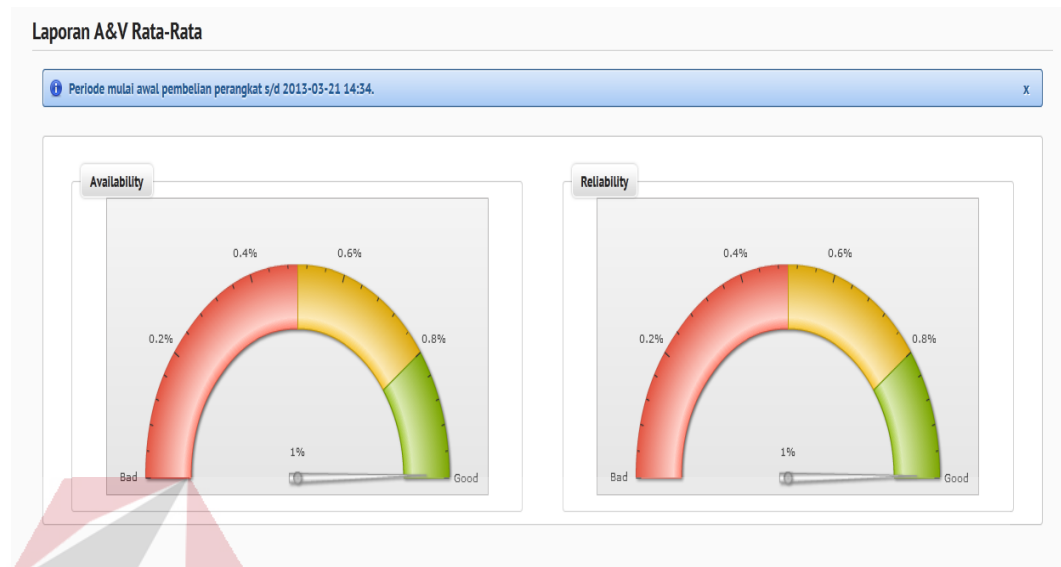 Laporan A&V Rata-Rata
Periode mulai awal pembelian perangkat s/d 2013-03-21 14:34.
x
Availability
0.4%
0.6%
0.2%
0.8%
1%
Bad
Good
Reliability
0.4%
0.6%
0.2%
0.8%
1%
Bad
Good